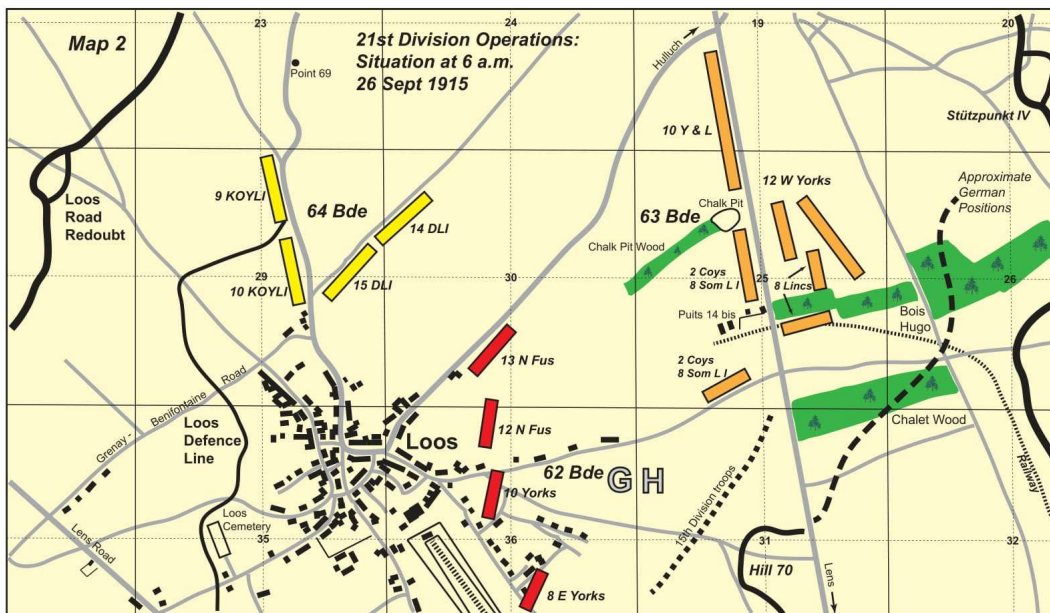 23
24
19
20
Map 2
21st Division Operations:
Situation at 6 a.m.
26 Sept 1915
Point 69
Hulluch
10 Y & L
Stützpunkt IV
9 KOYLI
64 Bde
14 DLI
Loos
Road
Redoubt
63 Bde
Chalk Pit
12 W Yorks
Approximate
German
Positions
Chalk Pit Wood
29
10 KOYLI
15 DLI
30
2 Coys
8 Som L I
25
8 Lincs
26
Puits 14 bis
Bois
Hugo
13 N Fus
2 Coys
8 Som L I
Grenay -
Benifontaine
Road
Loos
Defence
Line
Loos
12 N Fus
Chalet Wood
62 Bde
G H
10 Yorks
Railway
Loos
Cemetery
Lens Road
35
36
15th Division troops
31
32
Hill 70
Lens
8 E Yorks